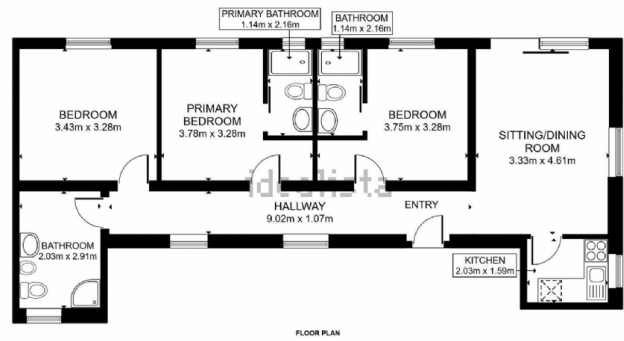 PRIMARY BATHROOM
1.14m x 2.16m
BATHROOM
1.14m x 2.16m
BEDROOM
3.43m x 3.28m
PRIMARY
BEDROOM
3.78m x 3.28m
BEDROOM
3.75m x 3.28m
SITTING/DINING
ROOM
3.33m x 4.61m
idealista
HALLWAY
9.02m x 1.07m
ENTRY
BATHROOM
2.03m x 2.91m
KITCHEN
2.03m x 1.59m
FLOOR PLAN